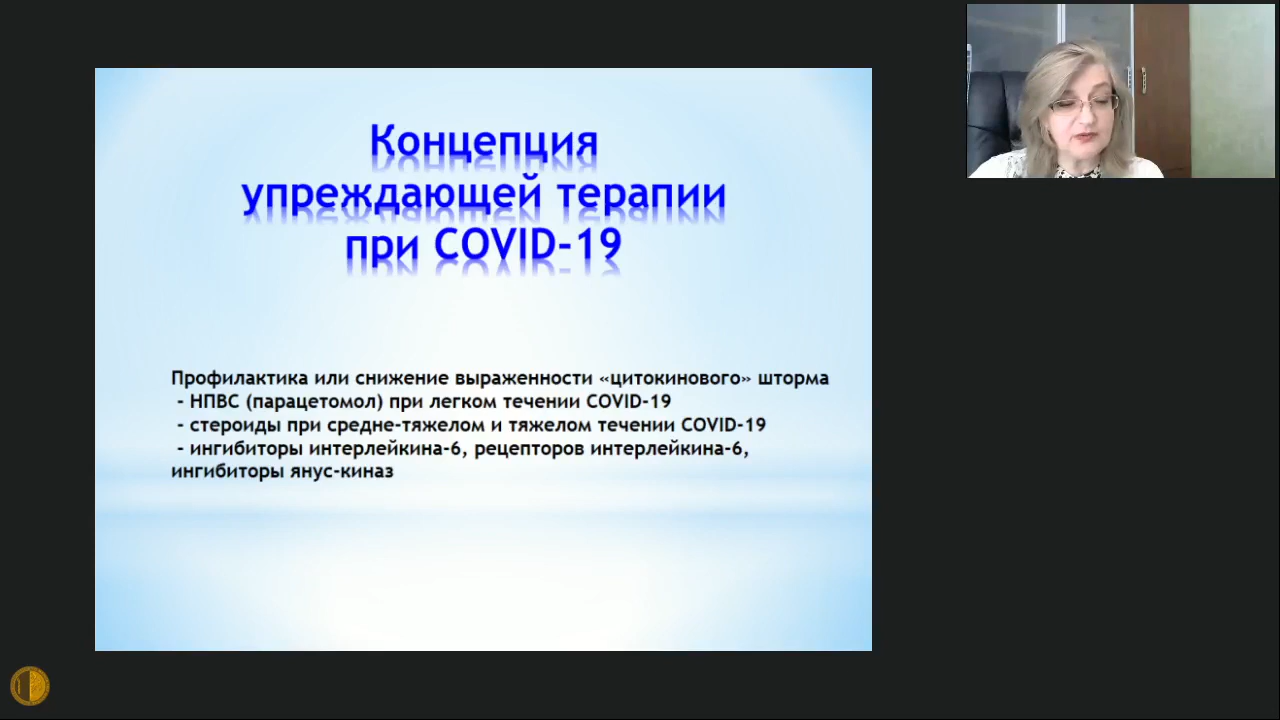 Концепция
упреждающей терапии
при COVID-19
Профилактика или снижение выраженности «цитокинового» шторма
- НПВС (парацетомол) при легком течении COVID-19
- стероиды при средне-тяжелом и тяжелом течении COVID-19
- ингибиторы интерлейкина-6, рецепторов интерлейкина-6,
ингибиторы янус-киназ